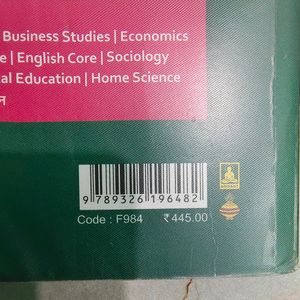 Business Studies | Economics
e | English Core | Sociology
al Education | Home Science
न
9 789326 196482
Code : F984 ₹ 445.00